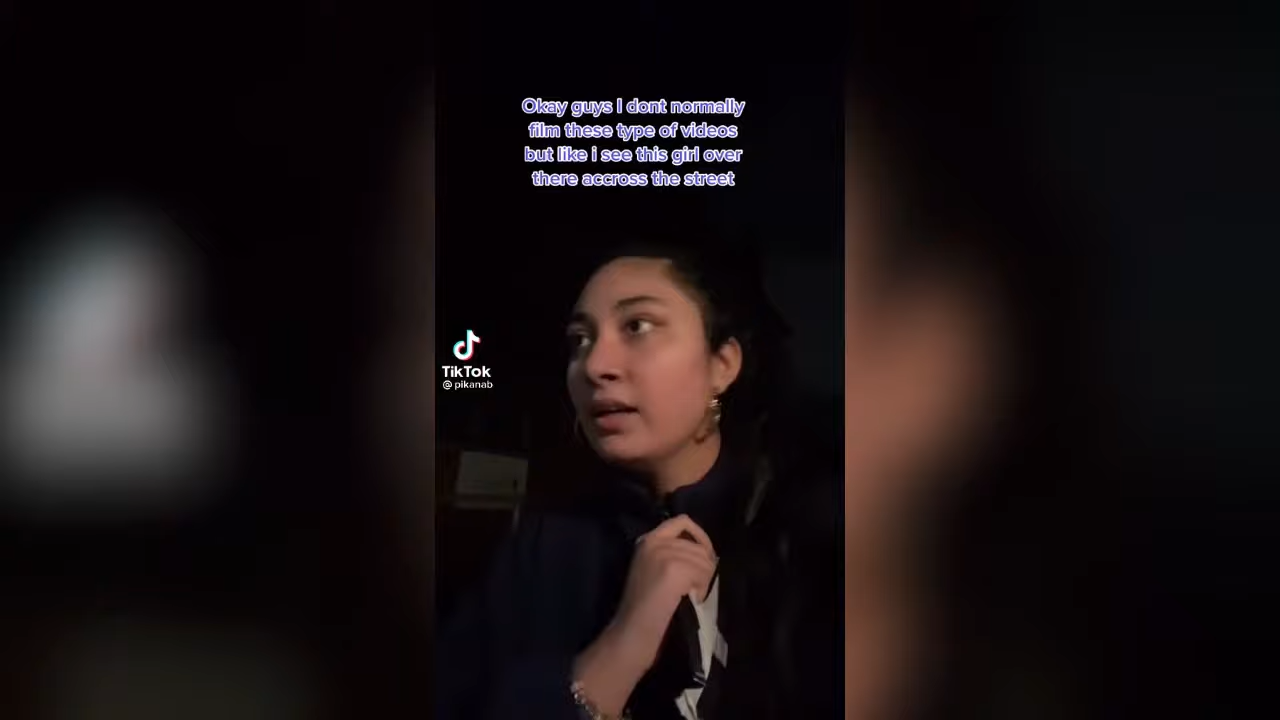 Okay guys I dont normally
film these type of videos
but like i see this girl over
there accross the street
TikTok
@pikanab